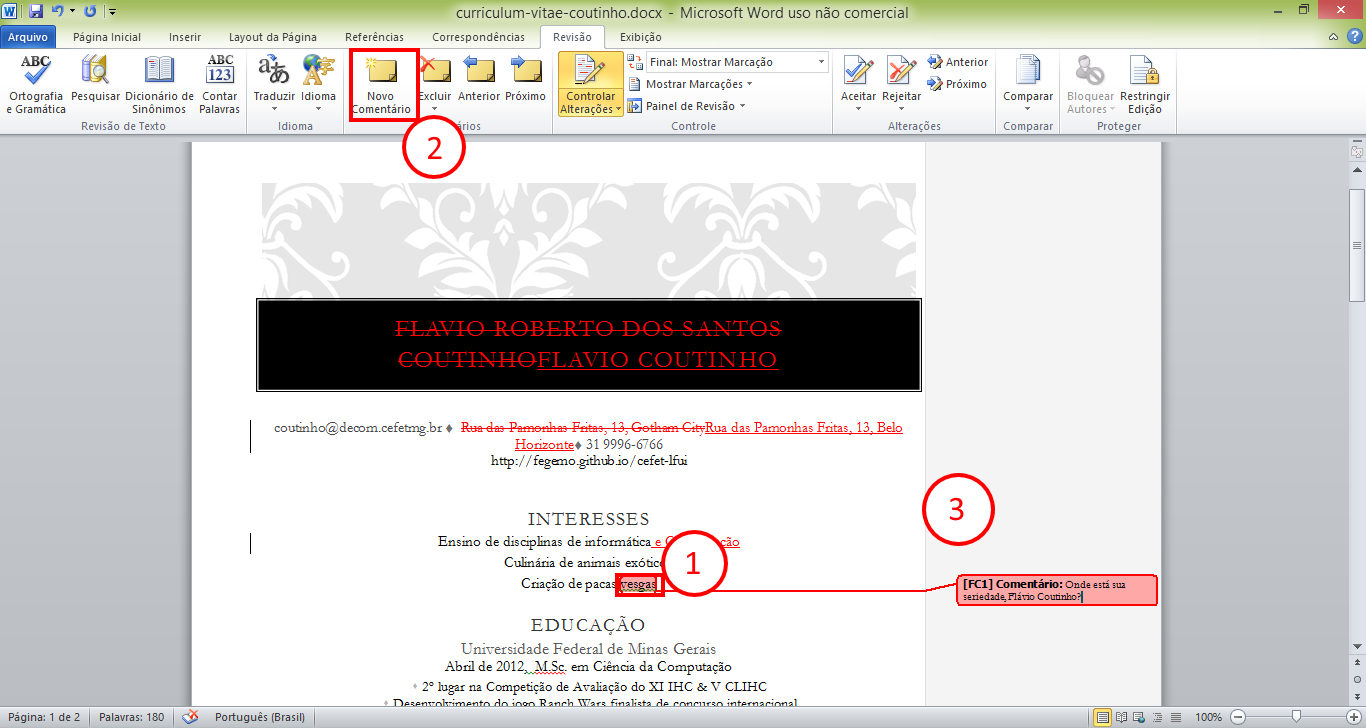 curriculum-vitae-coutinho.docx - Microsoft Word uso não comercial
Arquivo Página Inicial Inserir Layout da Página Referências Correspondências Revisão Exibição
ABC
Ortografia e Gramática
Pesquisar
Dicionário de Sinônimos
ABC
123
Contar Palavras
Revisão de Texto
Traduzir
Idioma
Idioma
Novo Comentário
Excluir
Anterior
Próximo
ários
Controlar Alterações
Final: Mostrar Marcação
Mostrar Marcações
Painel de Revisão
Controle
Aceitar
Rejeitar
Anterior
Próximo
Alterações
Comparar
Comparar
Bloquear Autores
Restringir Edição
Proteger
2
FLAVIO ROBERTO DOS SANTOS
COUTINHOFLAVIO COUTINHO
coutinho@decom.cefetmg.br ♦ Rua das Pamonhas Fritas, 13, Gotham CityRua das Pamonhas Fritas, 13, Belo
Horizonte♦ 31 9996-6766
http://fegemo.github.io/cefet-lfui
3
INTERESSES
Ensino de disciplinas de informática e
Culinária de animais
1
Criação de pacas vesgas
[FC1] Comentário: Onde está sua
seriedade, Flávio Coutinho?
EDUCAÇÃO
Universidade Federal de Minas Gerais
Abril de 2012, M.Sc. em Ciência da Computação
♦ 2º lugar na Competição de Avaliação do XI IHC & V CLIHC
♦ Desenvolvimento do jogo Ranch Wars finalista de concurso internacional
Página: 1 de 2 Palavras: 180 Português (Brasil) 100%